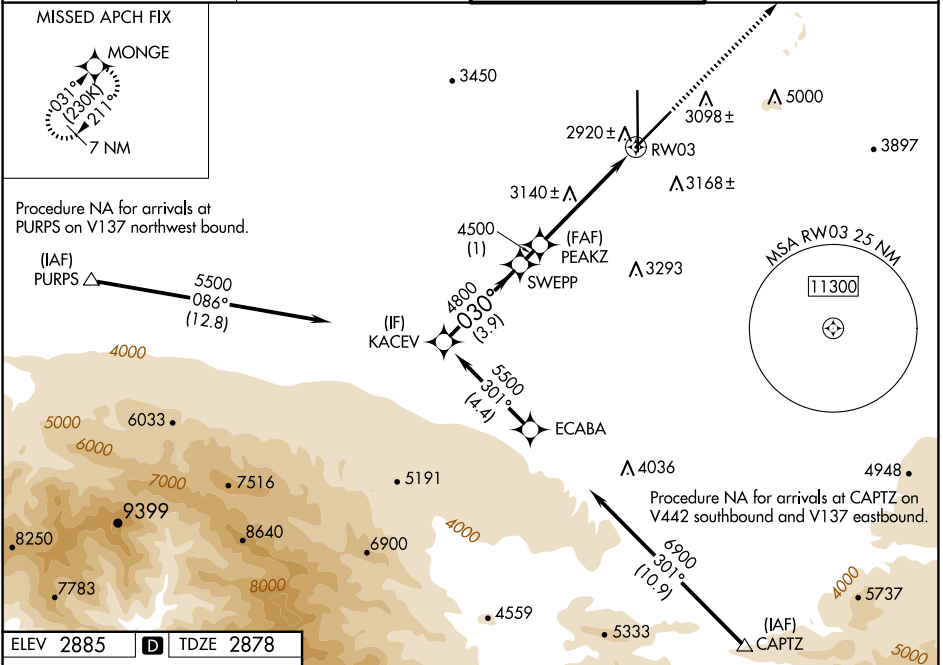 MISSED APCH FIX
MONGE
031°
(230K)
211°
7 NM
3450
5000
3098±
2920±
RW03
3897
3140±
3168±
Procedure NA for arrivals at
PURPS on V137 northwest bound.
4500
(1)
(FAF)
PEAKZ
SWEPP
3293
MSA RW03 25 NM
11300
(IAF)
PURPS
5500
086°
(12.8)
4800
030°
(3.9)
(IF)
KACEV
4000
5500
301°
(4.4)
ECABA
6033
5000
6000
7000
7516
5191
4036
4948
Procedure NA for arrivals at CAPTZ on
V442 southbound and V137 eastbound.
9399
8250
8640
6900
4000
6900
301°
(10.9)
7783
8000
4000
5737
4559
5333
(IAF)
CAPTZ
5000
ELEV 2885 D TDZE 2878